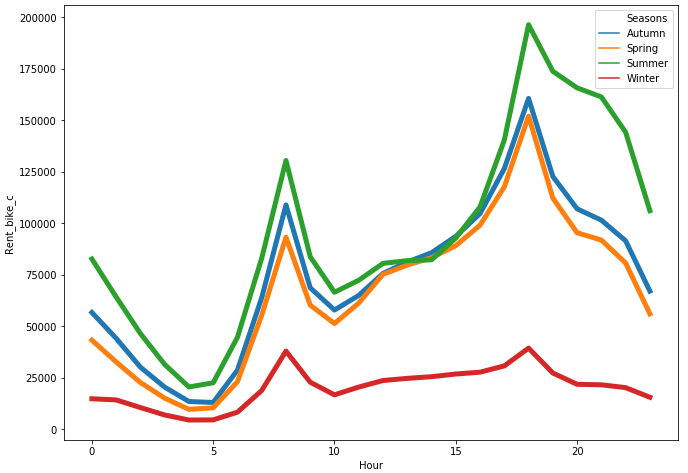 Seasons
Autumn
Spring
Summer
Winter
200000
175000
150000
125000
100000
75000
50000
25000
0
Rent_bike_c
0 5 10 15 20
Hour